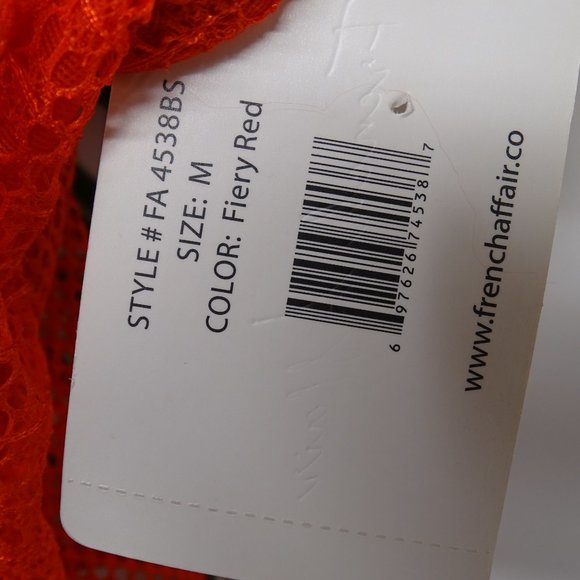 STYLE # FA 4538BS
SIZE: M
COLOR: Fiery Red
6 97626 74538 7
www.frenchaffair.co